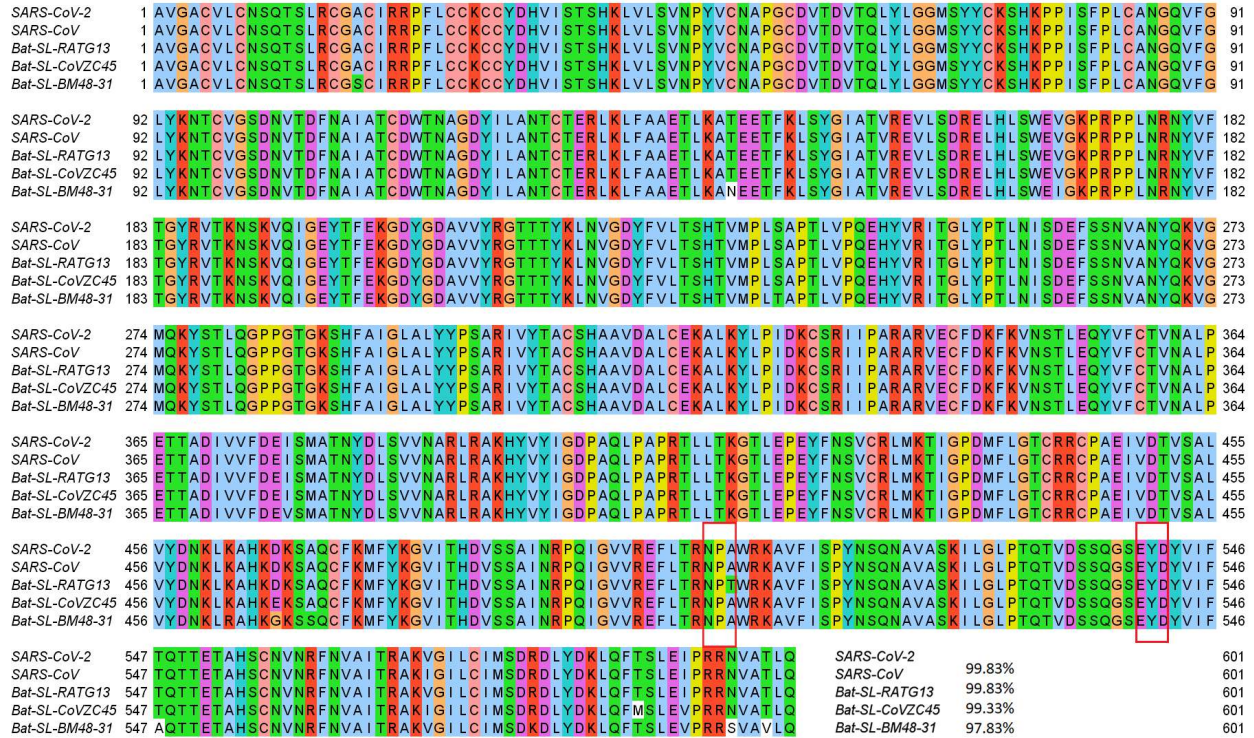 SARS-CoV-2 1 AVGACVLCNSQTSLRCGACIRRPFLCCKCCYDHVISTSHKLVLSVNPYVCNAPGCDVTDVTQLYLGGMSYYCKSHKPPISFPLCANGQVFG 91
SARS-CoV 1 AVGACVLCNSQTSLRCGACIRRPFLCCKCCYDHVISTSHKLVLSVNPYVCNAPGCDVTDVTQLYLGGMSYYCKSHKPPISFPLCANGQVFG 91
Bat-SL-RATG13 1 AVGACVLCNSQTSLRCGACIRRPFLCCKCCYDHVISTSHKLVLSVNPYVCNAPGCDVTDVTQLYLGGMSYYCKSHKPPISFPLCANGQVFG 91
Bat-SL-CoVZC45 1 AVGACVLCNSQTSLRCGACIRRPFLCCKCCYDHVISTSHKLVLSVNPYVCNAPGCDVTDVTQLYLGGMSYYCKSHKPPISFPLCANGQVFG 91
Bat-SL-BM48-31 1 AVGACVLCNSQTSLRCGSCIRRPFLCCKCCYDHVISTSHKLVLSVNPYVCNAPGCDVTDVTQLYLGGMSYYCKSHKPPISFPLCANGQVFG 91
SARS-CoV-2 92 LYKNTCVGSDNVTDFNAIATCDWTNAGDYILANTCTERLKLFAAETLKATEETFKLSYGIATVREVLSDRELHLSWEVGKPRPPLNRNYVF 182
SARS-CoV 92 LYKNTCVGSDNVTDFNAIATCDWTNAGDYILANTCTERLKLFAAETLKATEETFKLSYGIATVREVLSDRELHLSWEVGKPRPPLNRNYVF 182
Bat-SL-RATG13 92 LYKNTCVGSDNVTDFNAIATCDWTNAGDYILANTCTERLKLFAAETLKATEETFKLSYGIATVREVLSDRELHLSWEVGKPRPPLNRNYVF 182
Bat-SL-CoVZC45 92 LYKNTCVGSDNVTDFNAIATCDWTNAGDYILANTCTERLKLFAAETLKATEETFKLSYGIATVREVLSDRELHLSWEVGKPRPPLNRNYVF 182
Bat-SL-BM48-31 92 LYKNTCVGSDNVTDFNAIATCDWTNAGDYILANTCTERLKLFAAETLKANEETFKLSYGIATVREVLSDRELHLSWEIGKPRPPLNRNYVF 182
SARS-CoV-2 183 TGYRVTKNSKVQIGEYTFEKGDYGDAVVYRGTTTYKLNVGDYFVLTSHTVMPLSAPTLVPQEHYVRITGLYPTLNISDEFSSNVANYQKVG 273
SARS-CoV 183 TGYRVTKNSKVQIGEYTFEKGDYGDAVVYRGTTTYKLNVGDYFVLTSHTVMPLSAPTLVPQEHYVRITGLYPTLNISDEFSSNVANYQKVG 273
Bat-SL-RATG13 183 TGYRVTKNSKVQIGEYTFEKGDYGDAVVYRGTTTYKLNVGDYFVLTSHTVMPLSAPTLVPQEHYVRITGLYPTLNISDEFSSNVANYQKVG 273
Bat-SL-CoVZC45 183 TGYRVTKNSKVQIGEYTFEKGDYGDAVVYRGTTTYKLNVGDYFVLTSHTVMPLSAPTLVPQEHYVRITGLYPTLNISDEFSSNVANYQKVG 273
Bat-SL-BM48-31 183 TGYRVTKNSKVQIGEYTFEKGDYGDAVVYRGTTTYKLNVGDYFVLTSHTVMPLTAPTLVPQEHYVRITGLYPTLNISDEFSSNVANYQKVG 273
SARS-CoV-2 274 MQKYSTLQGPPGTGKSHFAIGLALYYPSARIVYTACSHAAVDALCEKALKYLPIDKCSRIIPARARVECFDKFKVNSTLEQYVFCTVNALP 364
SARS-CoV 274 MQKYSTLQGPPGTGKSHFAIGLALYYPSARIVYTACSHAAVDALCEKALKYLPIDKCSRIIPARARVECFDKFKVNSTLEQYVFCTVNALP 364
Bat-SL-RATG13 274 MQKYSTLQGPPGTGKSHFAIGLALYYPSARIVYTACSHAAVDALCEKALKYLPIDKCSRIIPARARVECFDKFKVNSTLEQYVFCTVNALP 364
Bat-SL-CoVZC45 274 MQKYSTLQGPPGTGKSHFAIGLALYYPSARIVYTACSHAAVDALCEKALKYLPIDKCSRIIPARARVECFDKFKVNSTLEQYVFCTVNALP 364
Bat-SL-BM48-31 274 MQKYSTLQGPPGTGKSHFAIGLALYYPSARIVYTACSHAAVDALCEKALKYLPIDKCSRIIPARARVECFDKFKVNSTLEQYVFCTVNALP 364
SARS-CoV-2 365 ETTADIVVFDEISMATNYDLSVVNARLRAKHYVYIGDPAQLPAPRTLLTKGTLEPEYFNSVCRLMKTIGPDMFLGTCRRCPAEIVDTVSAL 455
SARS-CoV 365 ETTADIVVFDEISMATNYDLSVVNARLRAKHYVYIGDPAQLPAPRTLLTKGTLEPEYFNSVCRLMKTIGPDMFLGTCRRCPAEIVDTVSAL 455
Bat-SL-RATG13 365 ETTADIVVFDEISMATNYDLSVVNARLRAKHYVYIGDPAQLPAPRTLLTKGTLEPEYFNSVCRLMKTIGPDMFLGTCRRCPAEIVDTVSAL 455
Bat-SL-CoVZC45 365 ETTADIVVFDEISMATNYDLSVVNARLRAKHYVYIGDPAQLPAPRTLLTKGTLEPEYFNSVCRLMKTIGPDMFLGTCRRCPAEIVDTVSAL 455
Bat-SL-BM48-31 365 ETTADIVVFDEVSMATNYDLSVVNARLRAKHYVYIGDPAQLPAPRTLLTKGTLEPEYFNSVCRLMKTIGPDMFLGTCRRCPAEIVDTVSAL 455
SARS-CoV-2 456 VYDNKLKAHKDKSAQCFKMFYKGVITHDVSSAINRPQIGVVREFLTRNPAWRKAVFISPYNSQNAVASKILGLPTQTVDSSQGSEYDYVIF 546
SARS-CoV 456 VYDNKLKAHKDKSAQCFKMFYKGVITHDVSSAINRPQIGVVREFLTRNPAWRKAVFISPYNSQNAVASKILGLPTQTVDSSQGSEYDYVIF 546
Bat-SL-RATG13 456 VYDNKLKAHKDKSAQCFKMFYKGVITHDVSSAINRPQIGVVREFLTRNPTWRKAVFISPYNSQNAVASKILGLPTQTVDSSQGSEYDYVIF 546
Bat-SL-CoVZC45 456 VYDNKLKAHKEKSAQCFKMFYKGVITHDVSSAINRPQIGVVREFLTRNPAWRKAVFISPYNSQNAVASKILGLPTQTVDSSQGSEYDYVIF 546
Bat-SL-BM48-31 456 VYDNKLRAHKGKSSQCFKMFYKGVITHDVSSAINRPQIGVVREFLTRNPAWRKAVFISPYNSQNAVASKILGLPTQTVDSSQGSEYDYVIF 546
SARS-CoV-2 547 TQTTETAHSCNVNRFNVAITRAKVGILCIMSDRDLYDKLQFTSLEIPRRNVATLQ SARS-CoV-2 601
SARS-CoV 547 TQTTETAHSCNVNRFNVAITRAKIGILCIMSDRDLYDKLQFTSLEIPRRNVATLQ SARS-CoV 99.83% 601
Bat-SL-RATG13 547 TQTTETAHSCNVNRFNVAITRAKVGILCIMSDRDLYDKLQFTSLEIPRRNVATLQ Bat-SL-RATG13 99.83% 601
Bat-SL-CoVZC45 547 TQTTETAHSCNVNRFNVAITRAKVGILCIMSDRDLYDKLQFMSLEIPRRNVATLQ Bat-SL-CoVZC45 99.33% 601
Bat-SL-BM48-31 547 AQTTETAHSCNVNRFNVAITRAKVGILCIMSDKDLYDKLQFTSLEVPRRSVAVLQ Bat-SL-BM48-31 97.83% 601